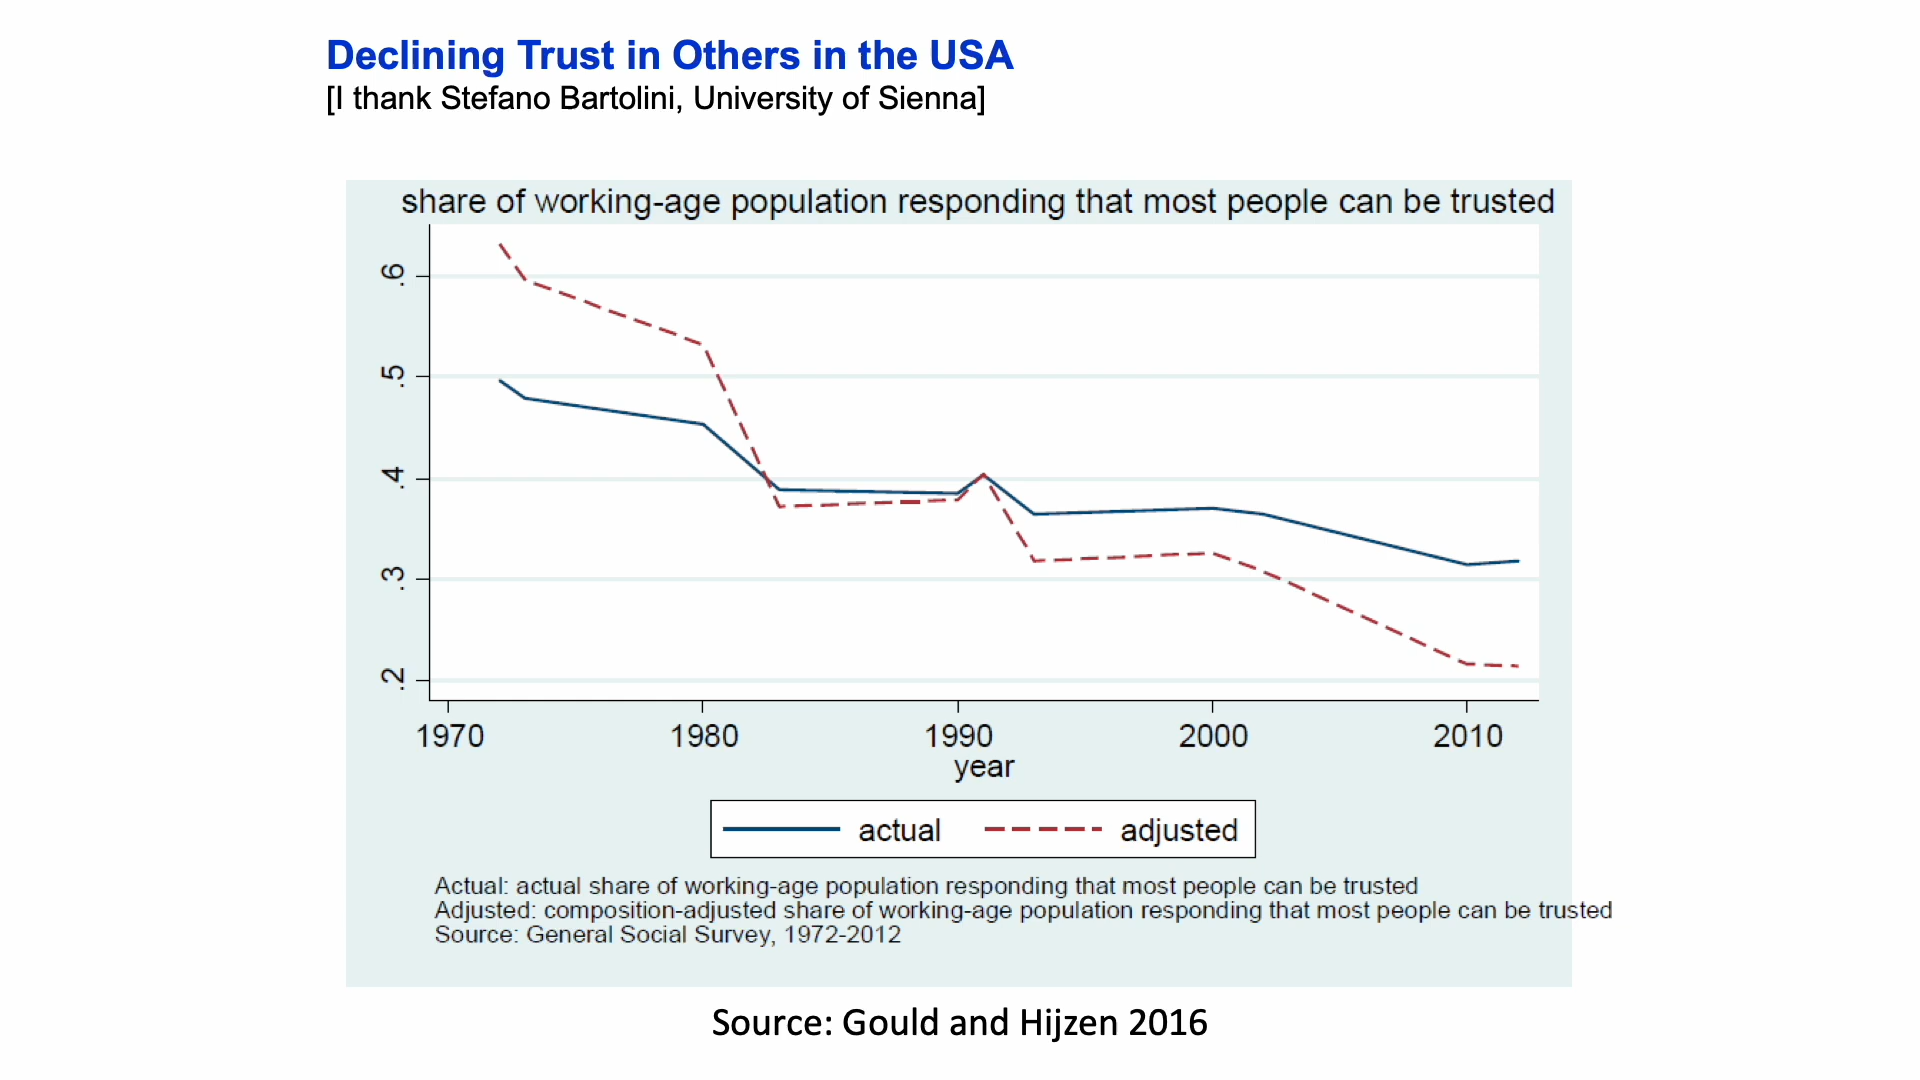 Declining Trust in Others in the USA
[I thank Stefano Bartolini, University of Sienna]
share of working-age population responding that most people can be trusted
.6
.5
.4
.3
.2
1970 1980 1990 2000 2010
year
actual adjusted
Actual: actual share of working-age population responding that most people can be trusted
Adjusted: composition-adjusted share of working-age population responding that most people can be trusted
Source: General Social Survey, 1972-2012
Source: Gould and Hijzen 2016